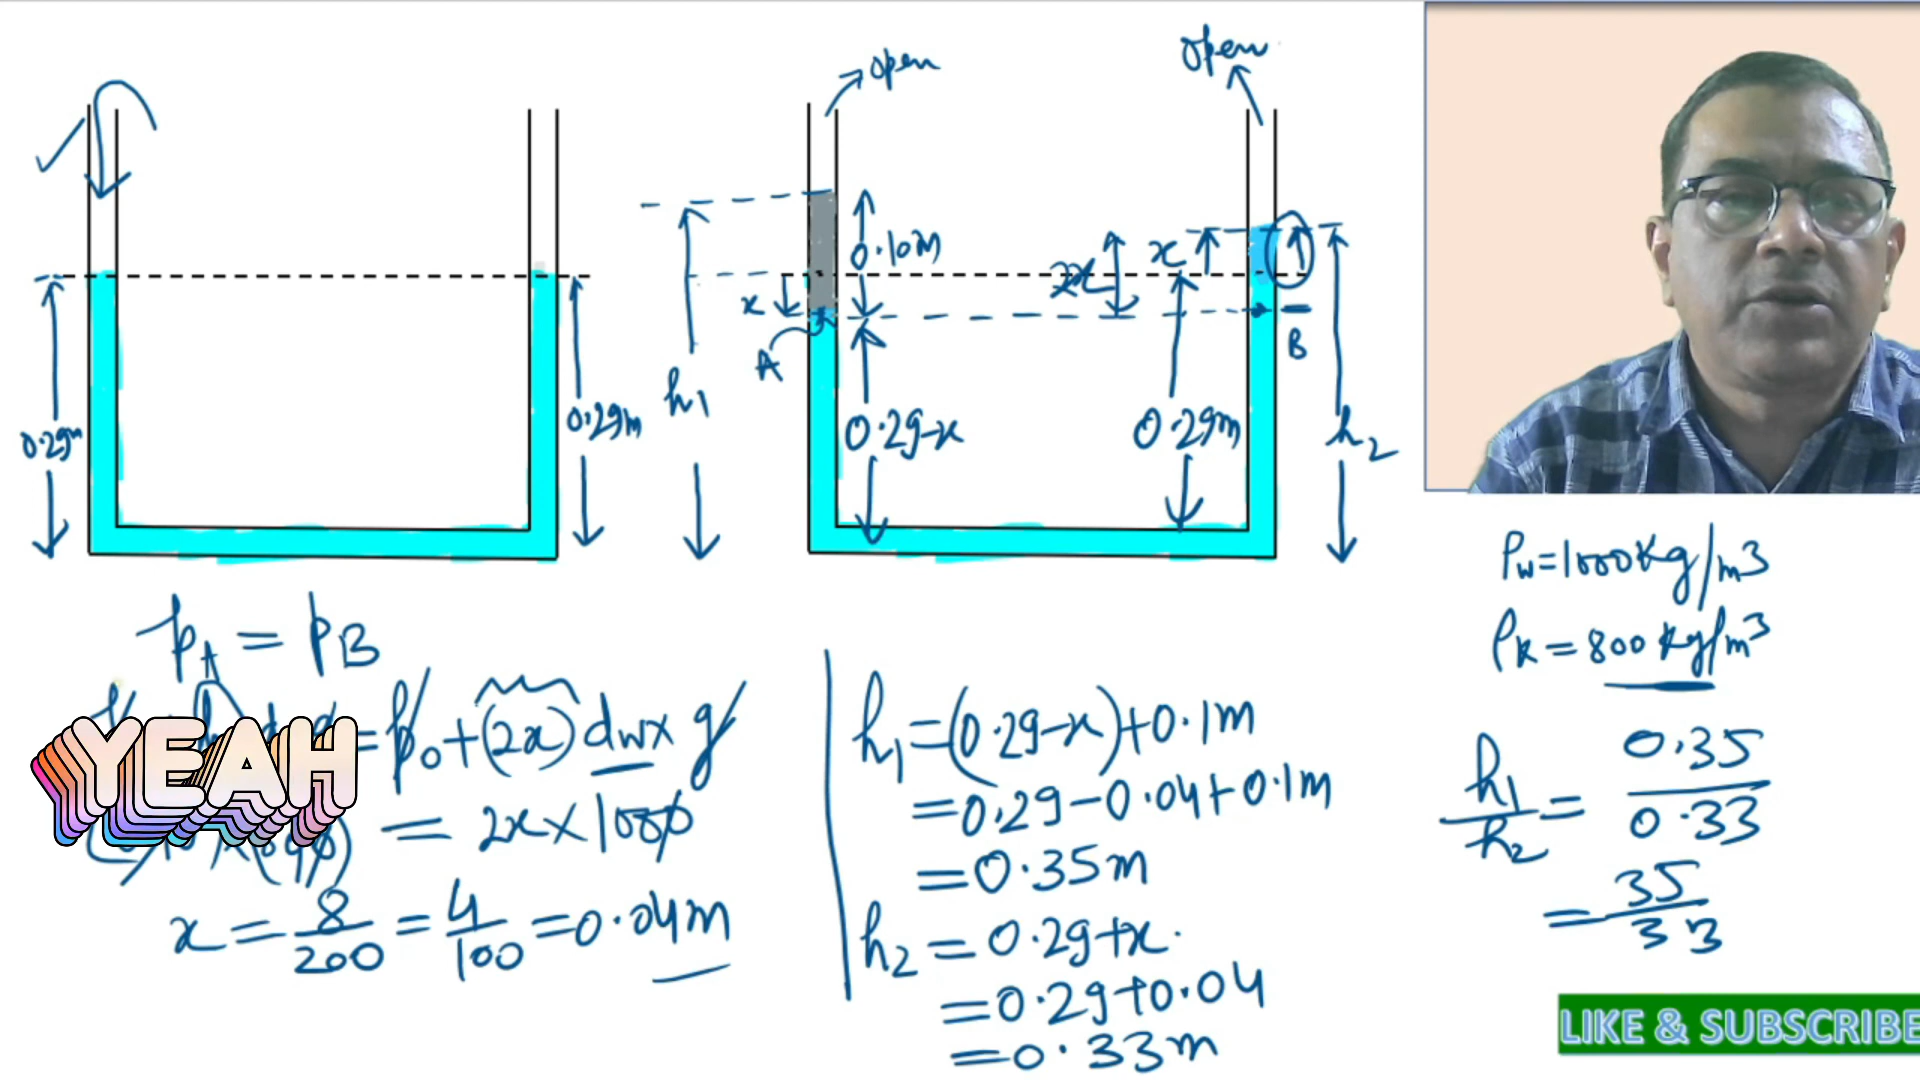 open
open
0.10m
x
2x
x
A
B
0.29m
0.29m
h₁
0.29-x
0.29m
h₂
ρw=1000Kg/m3
ρk=800 Kg/m3
pA = pB
=p₀+(2x) dw x g
YEAH
= 2x×1000
x=8/200=4/100=0.04m
h₁=(0.29-x)+0.1m
=0.29-0.04+0.1m
=0.35m
h₂=0.29+x.
=0.29+0.04
=0.33m
h₁/h₂=0.35/0.33
=35/33
LIKE & SUBSCRIBE